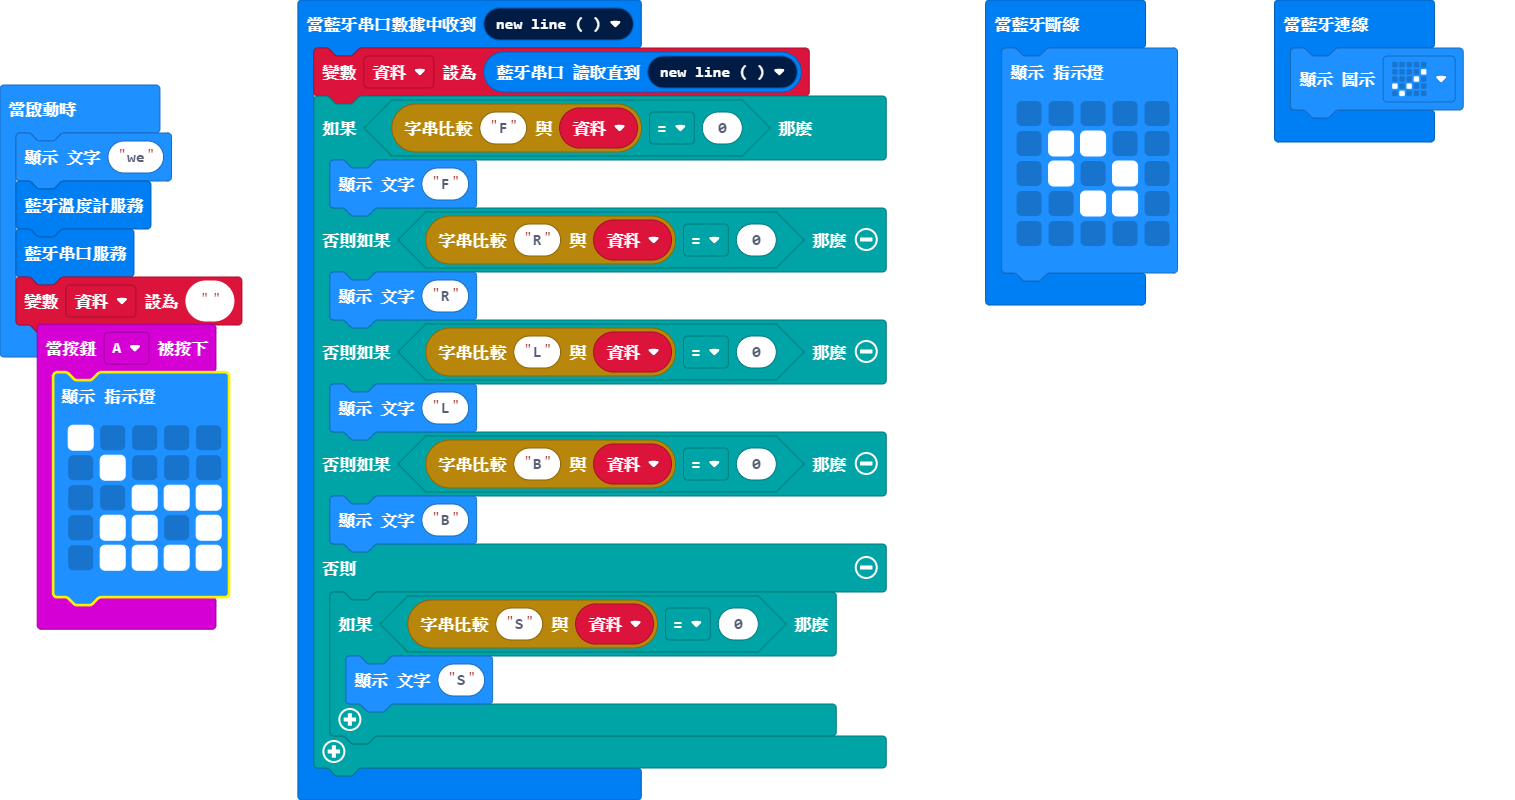 當啟動時
顯示 文字 "we"
藍牙溫度計服務
藍牙串口服務
變數 資料 設為 " "
當按鈕 A 被按下
顯示 指示燈
當藍牙串口數據中收到 new line ( )
變數 資料 設為 藍牙串口 讀取直到 new line ( )
如果 字串比較 "F" 與 資料 = 0 那麼
顯示 文字 "F"
否則如果 字串比較 "R" 與 資料 = 0 那麼
顯示 文字 "R"
否則如果 字串比較 "L" 與 資料 = 0 那麼
顯示 文字 "L"
否則如果 字串比較 "B" 與 資料 = 0 那麼
顯示 文字 "B"
否則
如果 字串比較 "S" 與 資料 = 0 那麼
顯示 文字 "S"
當藍牙斷線
顯示 指示燈
當藍牙連線
顯示 圖示